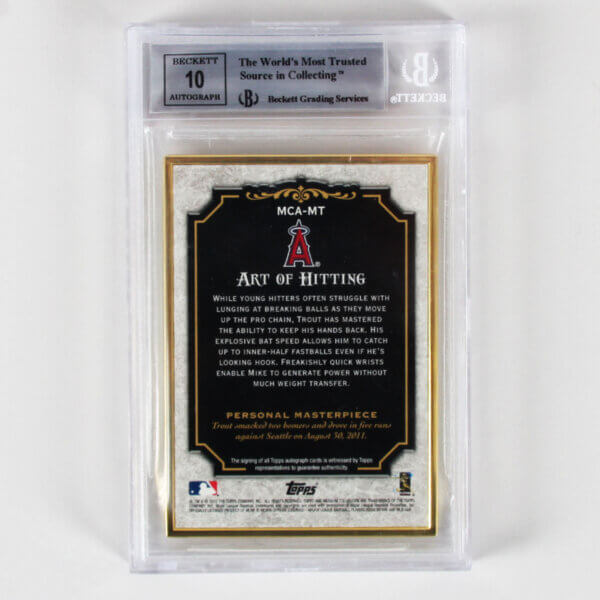 BECKETT
10
AUTOGRAPH
The World's Most Trusted
Source in Collecting™
Beckett Grading Services
BECKETT®
MCA-MT
ART OF HITTING
WHILE YOUNG HITTERS OFTEN STRUGGLE WITH
LUNGING AT BREAKING BALLS AS THEY MOVE
UP THE PRO CHAIN, TROUT HAS MASTERED
THE ABILITY TO KEEP HIS HANDS BACK. HIS
EXPLOSIVE BAT SPEED ALLOWS HIM TO CATCH
UP TO INNER-HALF FASTBALLS EVEN IF HE'S
LOOKING HOOK. FREAKISHLY QUICK WRISTS
ENABLE MIKE TO GENERATE POWER WITHOUT
MUCH WEIGHT TRANSFER.
PERSONAL MASTERPIECE
Trout smacked two homers and drove in five runs
against Seattle on August 30, 2011.
The signing of all Topps autograph cards is witnessed by Topps
representatives to guarantee authenticity.
Topps